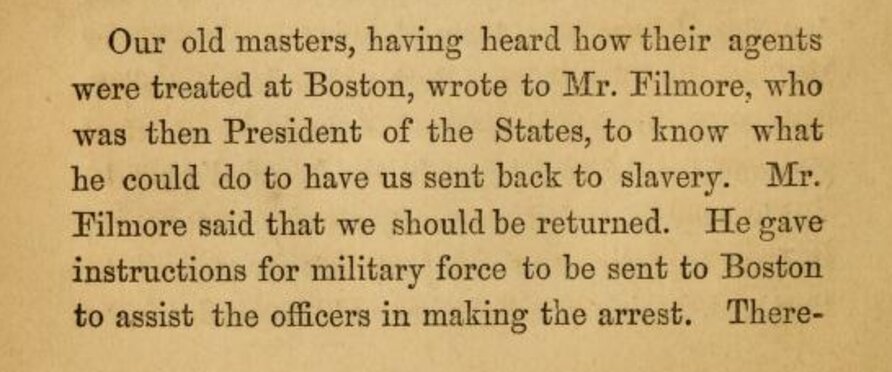 Our old masters, having heard how their agents
were treated at Boston, wrote to Mr. Filmore, who
was then President of the States, to know what
he could do to have us sent back to slavery. Mr.
Filmore said that we should be returned. He gave
instructions for military force to be sent to Boston
to assist the officers in making the arrest. There-